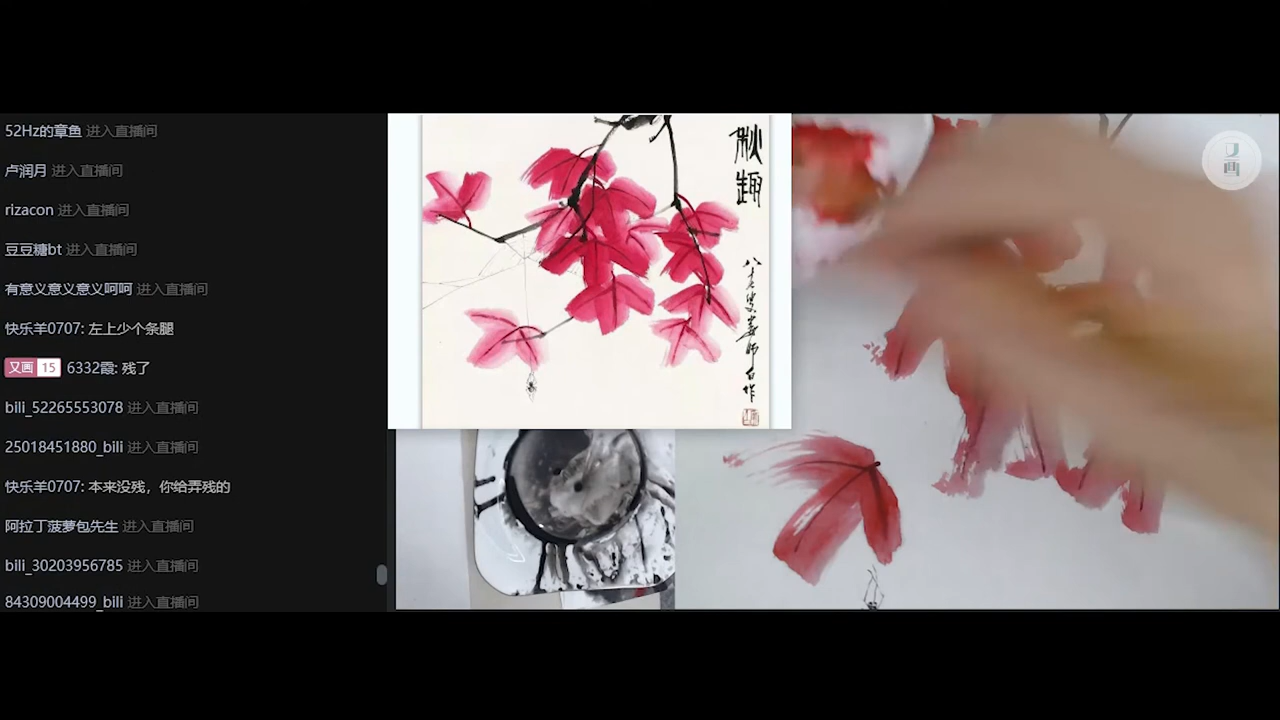 52Hz的章鱼 进入直播间
卢润月 进入直播间
rizacon 进入直播间
豆豆糖bt 进入直播间
有意义意义意义呵呵 进入直播间
快乐羊0707: 左上少个条腿
又画 15 6332霞: 残了
bili_52265553078 进入直播间
25018451880_bili 进入直播间
快乐羊0707: 本来没残，你给弄残的
阿拉丁菠萝包先生 进入直播间
bili_30203956785 进入直播间
84309004499_bili 进入直播间
秋趣
又画